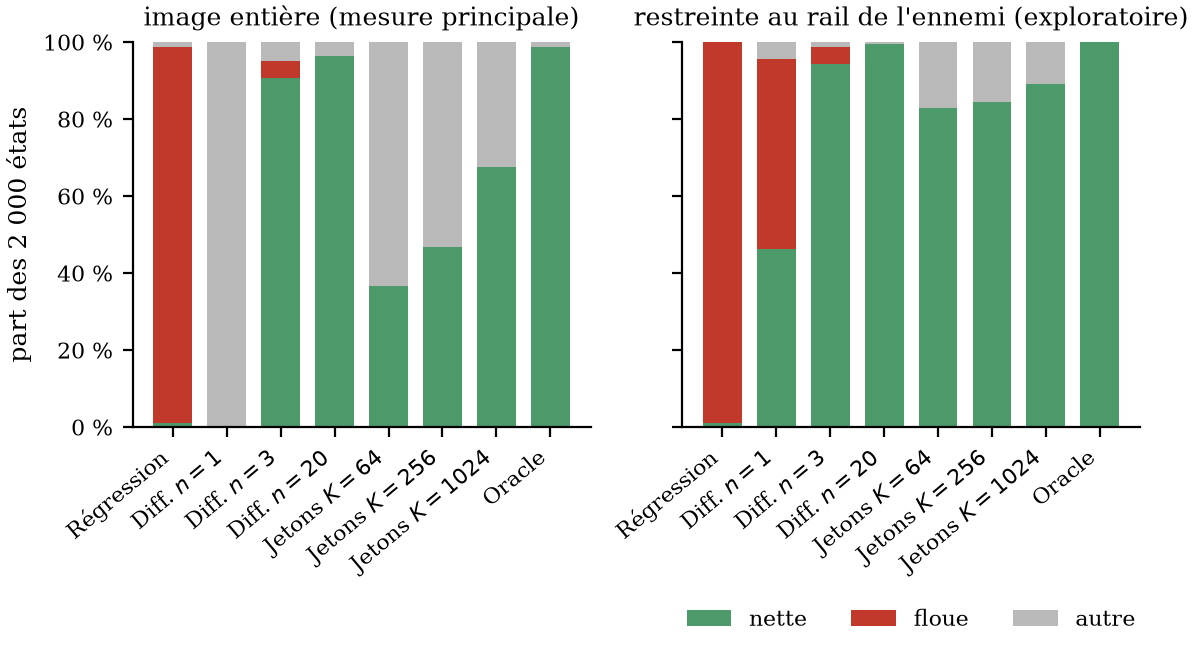 image entière (mesure principale)
restreinte au rail de l'ennemi (exploratoire)
part des 2 000 états
100 %
80 %
60 %
40 %
20 %
0 %
Régression
Diff. n = 1
Diff. n = 3
Diff. n = 20
Jetons K = 64
Jetons K = 256
Jetons K = 1024
Oracle
Régression
Diff. n = 1
Diff. n = 3
Diff. n = 20
Jetons K = 64
Jetons K = 256
Jetons K = 1024
Oracle
nette
floue
autre